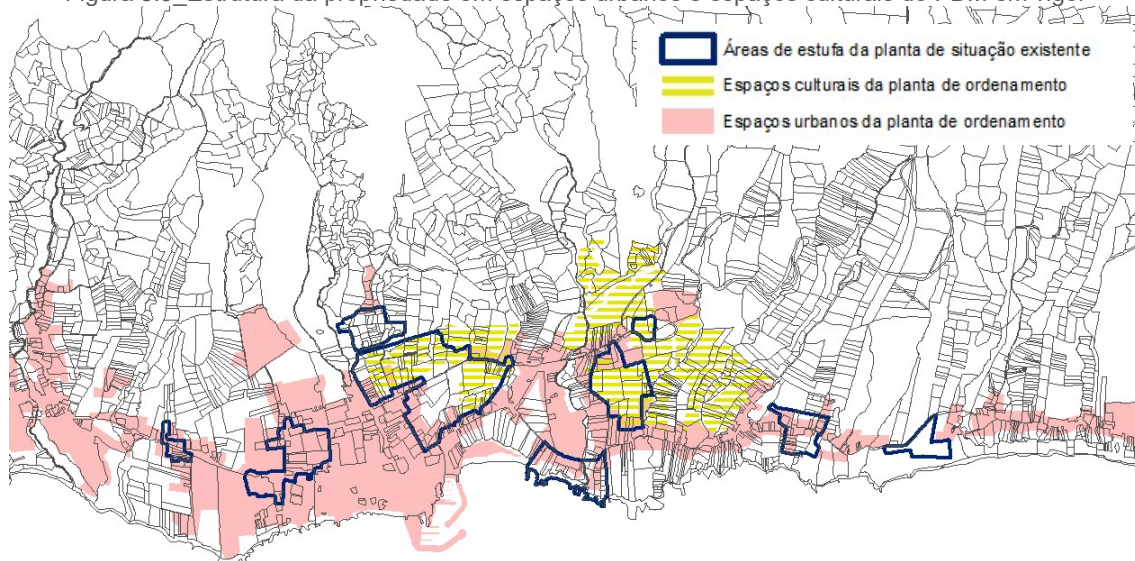 Áreas de estufa da planta de situação existente
Espaços culturais da planta de ordenamento
Espaços urbanos da planta de ordenamento